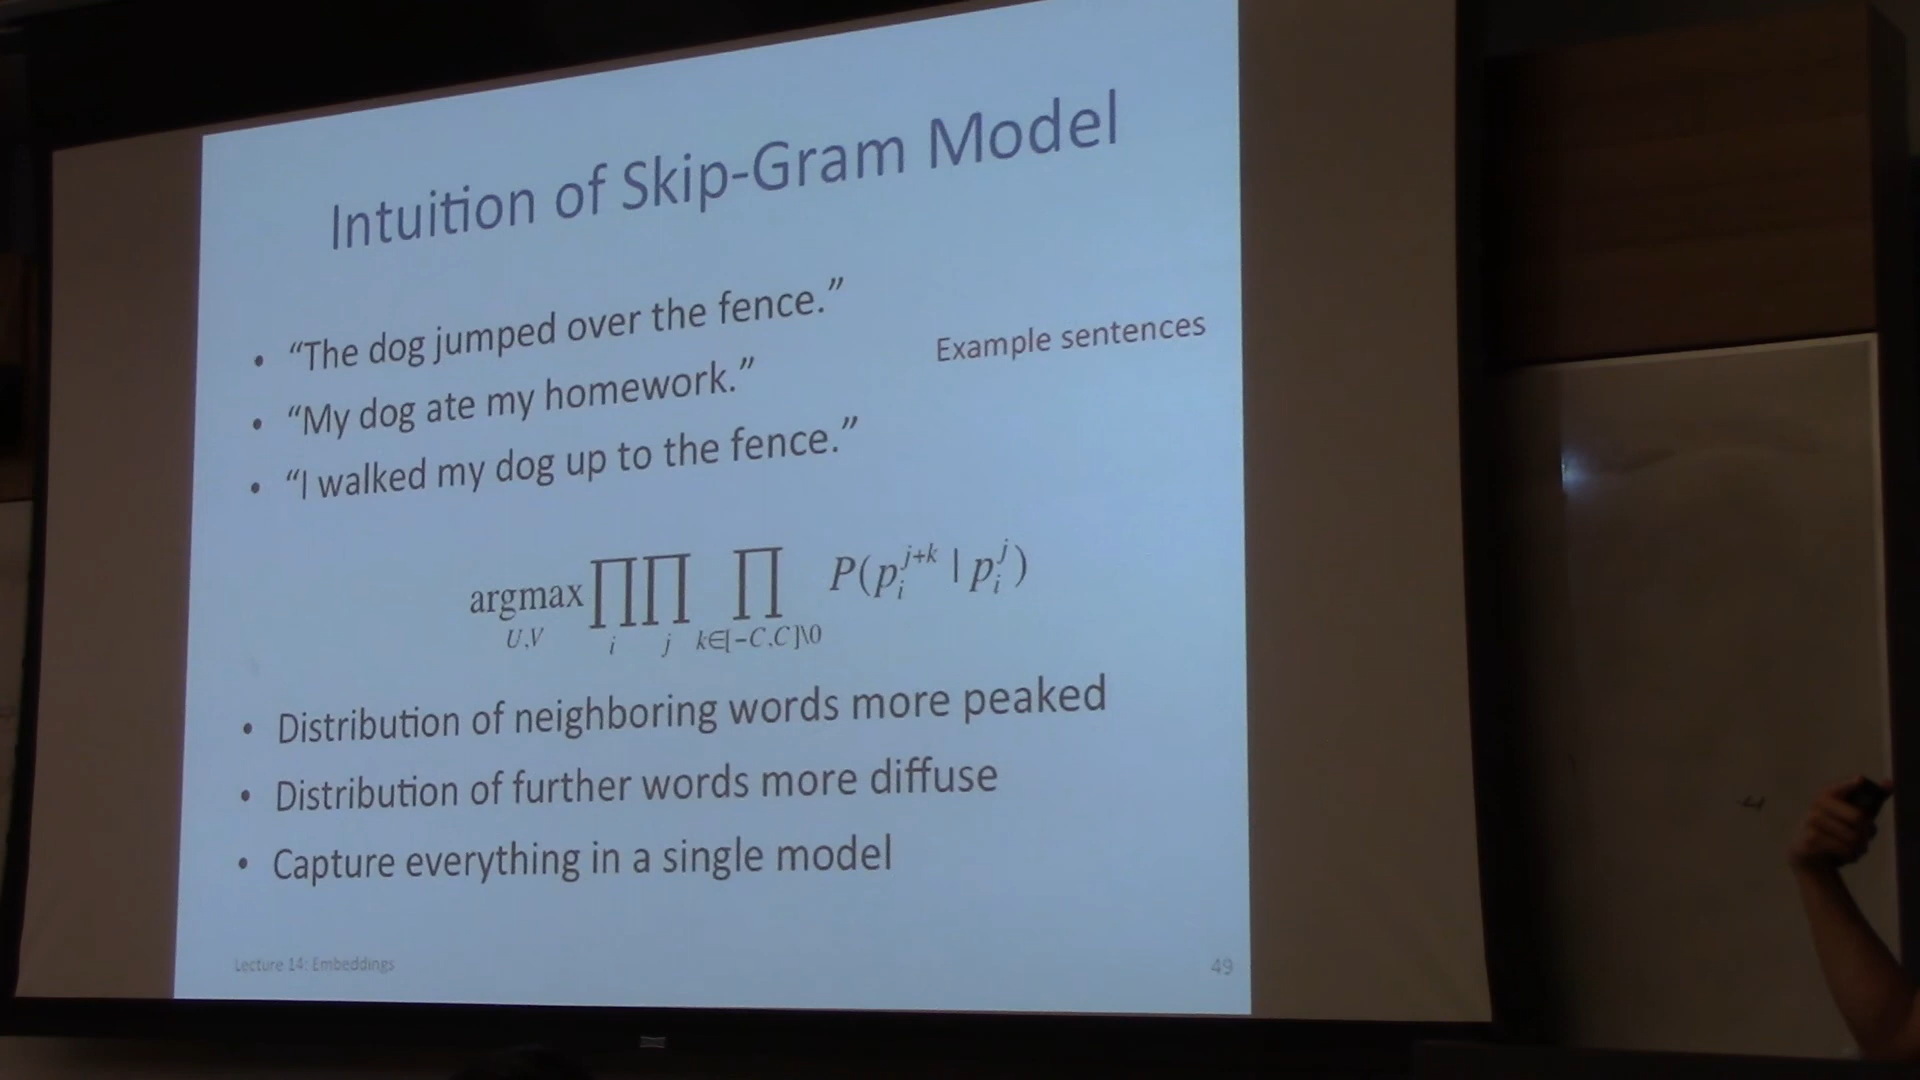 Intuition of Skip-Gram Model
• “The dog jumped over the fence.”
Example sentences
• “My dog ate my homework.”
• “I walked my dog up to the fence.”
argmax ∏ ∏ ∏ P(p_i^{j+k} | p_i^j)
U,V i j k∈[-C,C]\0
• Distribution of neighboring words more peaked
• Distribution of further words more diffuse
• Capture everything in a single model
Lecture 14: Embeddings
49